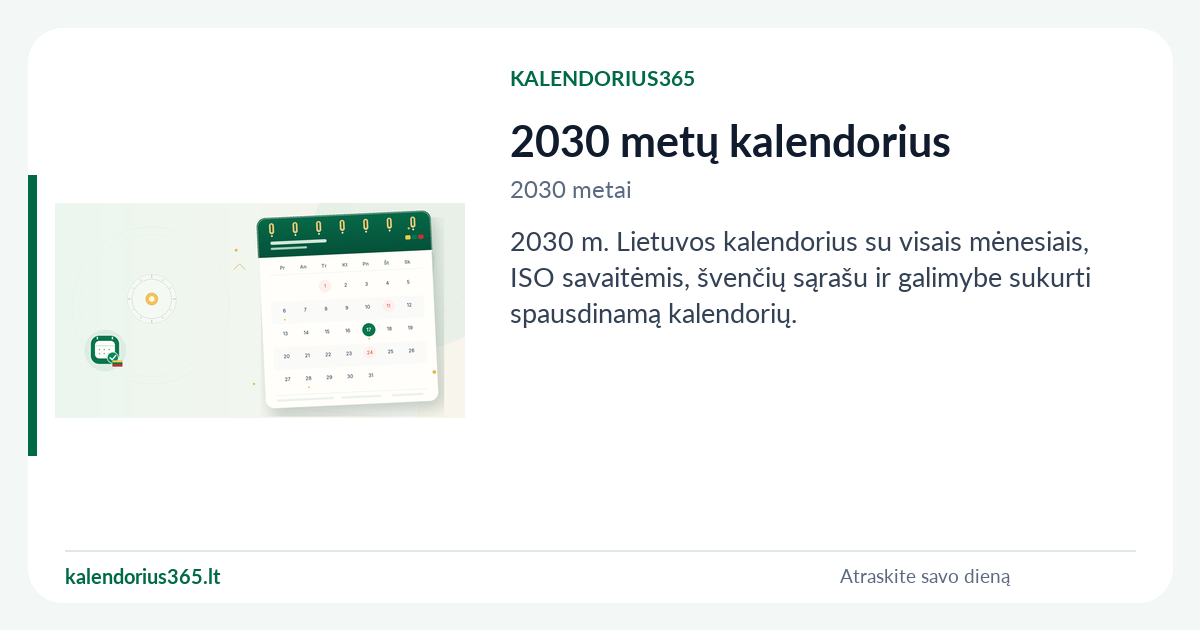 KALENDORIUS365
2030 metų kalendorius
2030 metai
2030 m. Lietuvos kalendorius su visais mėnesiais,
ISO savaitėmis, švenčių sąrašu ir galimybe sukurti
spausdinamą kalendorių.
Pr An Tr Kt Pn Št Sk
1 2 3 4 5
6 7 8 9 10 11 12
13 14 15 16 17 18 19
20 21 22 23 24 25 26
27 28 29 30 31
kalendorius365.lt
Atraskite savo dieną